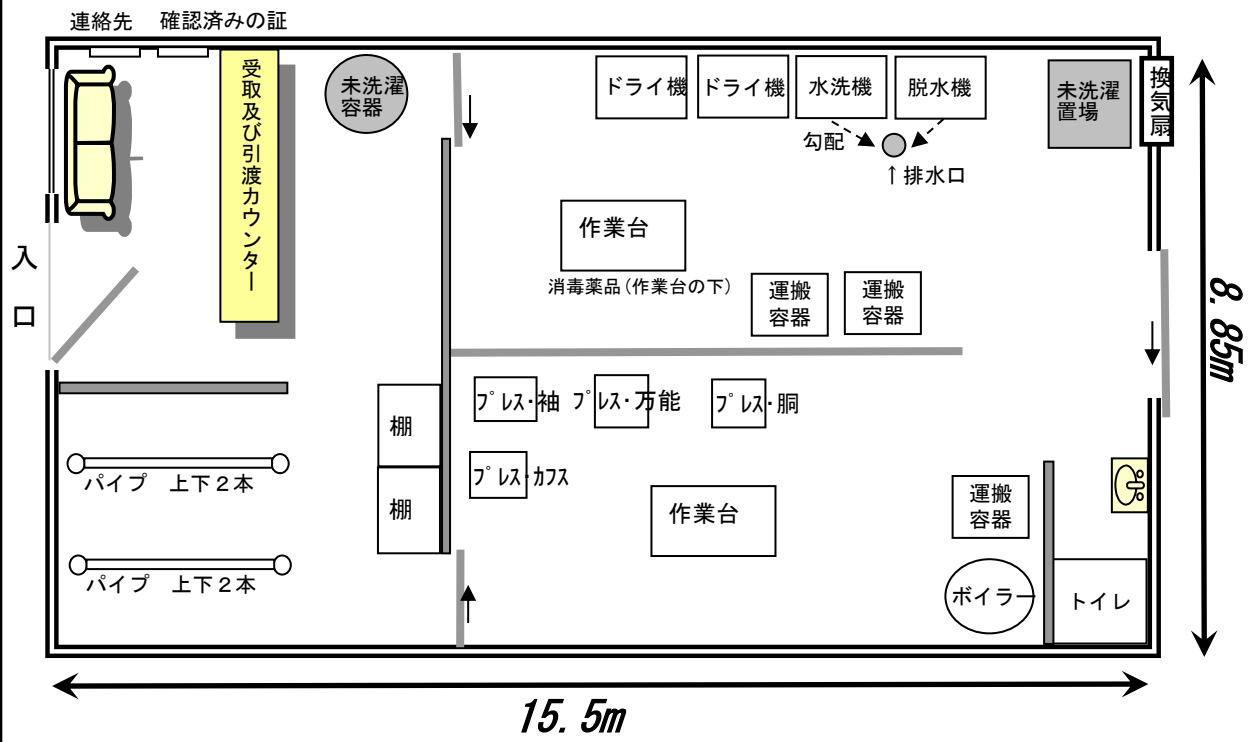 連絡先
確認済みの証
受取及び引渡カウンター
未洗濯
容器
ドライ機
ドライ機
水洗機
脱水機
未洗濯
置場
換気扇
勾配
↑排水口
作業台
消毒薬品(作業台の下)
運搬
容器
運搬
容器
入口
8.85m
棚
棚
プレス・袖
プレス・万能
プレス・胴
プレス・カフス
作業台
運搬
容器
パイプ 上下2本
パイプ 上下2本
ボイラー
トイレ
15.5m